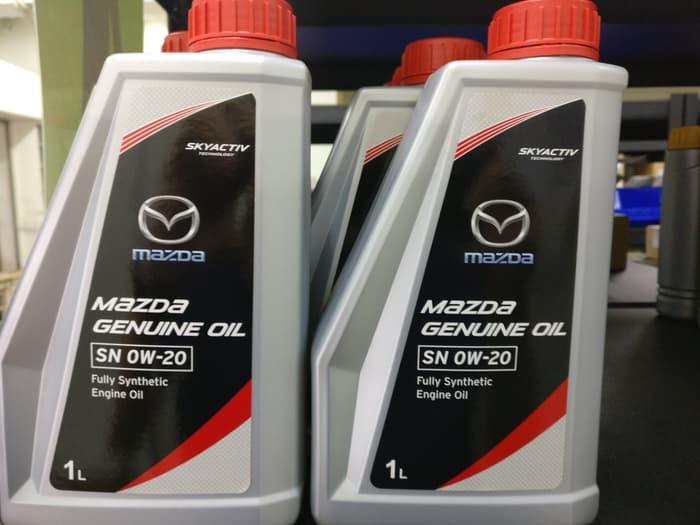 SKYACTIV
TECHNOLOGY
mazda
mazda
GENUINE OIL
SN 0W-20
Fully Synthetic
Engine Oil
1L
SKYACTIV
TECHNOLOGY
mazda
mazda
GENUINE OIL
SN 0W-20
Fully Synthetic
Engine Oil
1L